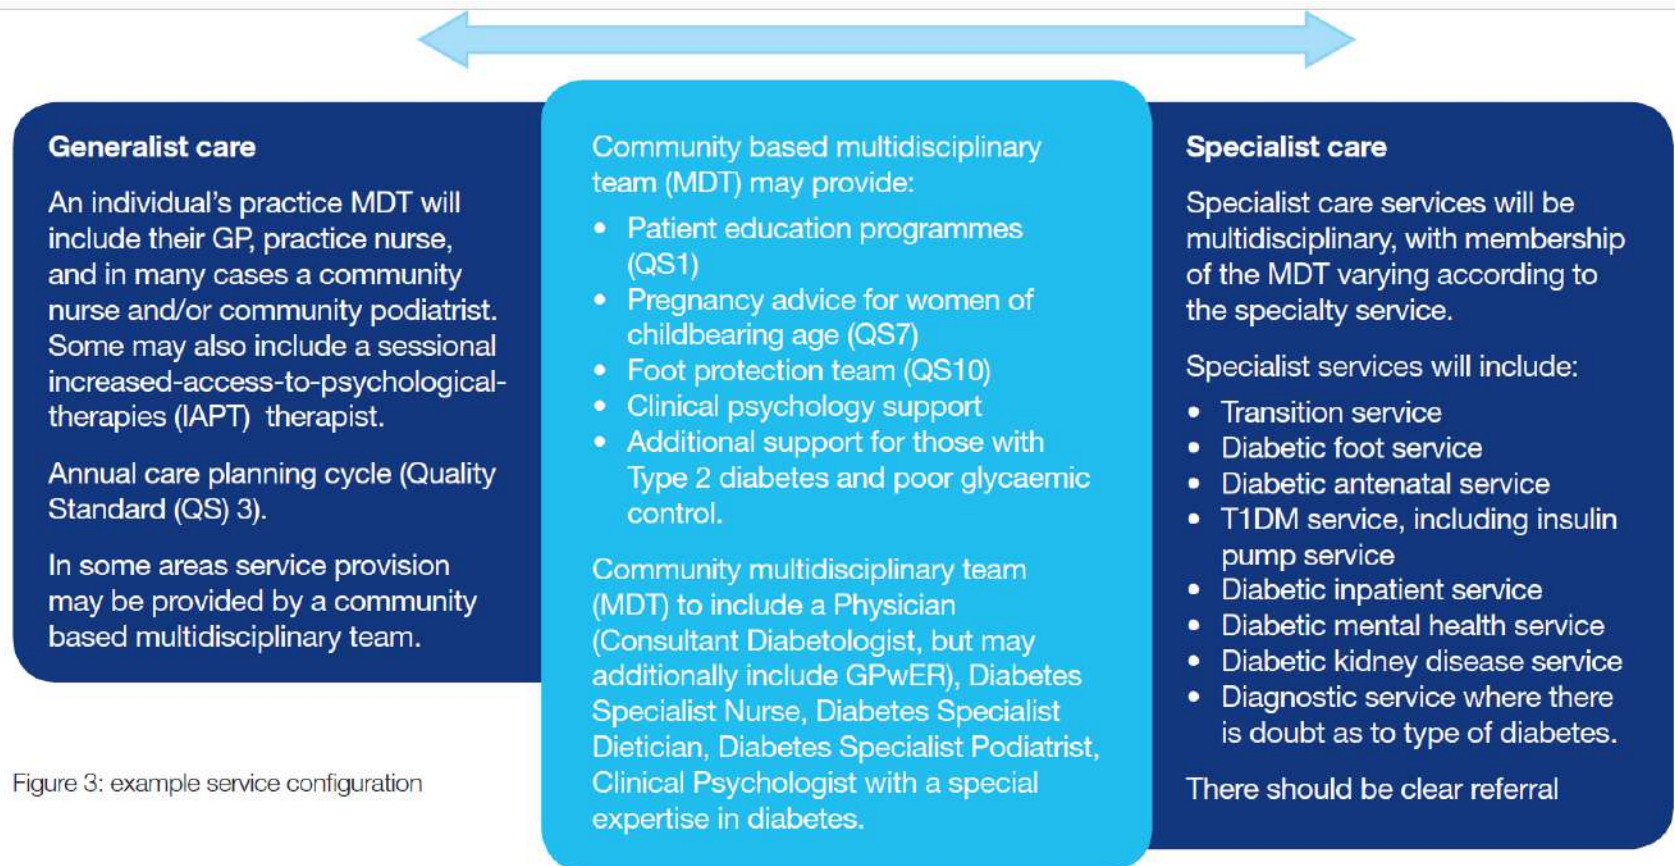 Generalist care
An individual's practice MDT will
include their GP, practice nurse,
and in many cases a community
nurse and/or community podiatrist.
Some may also include a sessional
increased-access-to-psychological-
therapies (IAPT)  therapist.
Annual care planning cycle (Quality
Standard (QS) 3).
In some areas service provision
may be provided by a community
based multidisciplinary team.
Community based multidisciplinary
team (MDT) may provide:
• Patient education programmes
(QS1)
• Pregnancy advice for women of
childbearing age (QS7)
• Foot protection team (QS10)
• Clinical psychology support
• Additional support for those with
Type 2 diabetes and poor glycaemic
control.
Community multidisciplinary team
(MDT) to include a Physician
(Consultant Diabetologist, but may
additionally include GPwER), Diabetes
Specialist Nurse, Diabetes Specialist
Dietician, Diabetes Specialist Podiatrist,
Clinical Psychologist with a special
expertise in diabetes.
Specialist care
Specialist care services will be
multidisciplinary, with membership
of the MDT varying according to
the specialty service.
Specialist services will include:
• Transition service
• Diabetic foot service
• Diabetic antenatal service
• T1DM service, including insulin
pump service
• Diabetic inpatient service
• Diabetic mental health service
• Diabetic kidney disease service
• Diagnostic service where there
is doubt as to type of diabetes.
There should be clear referral
Figure 3: example service configuration